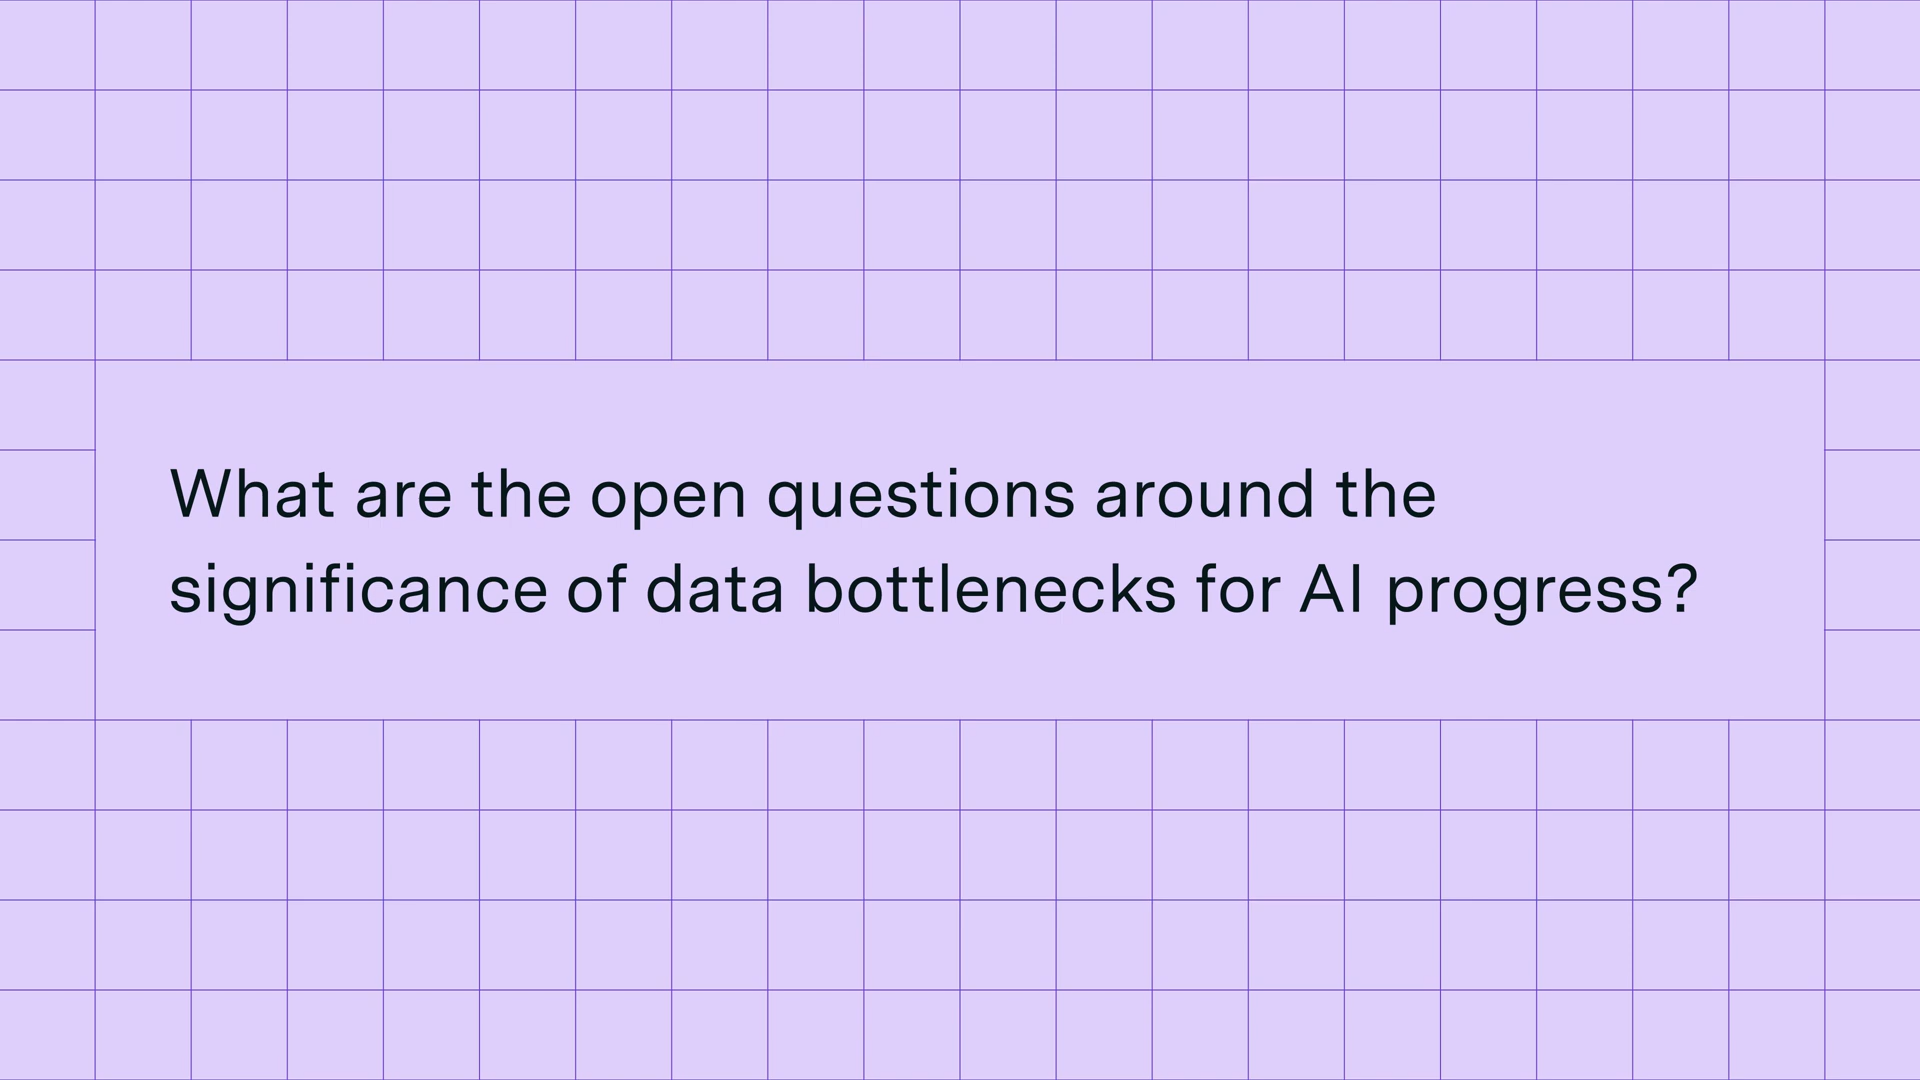 What are the open questions around the
significance of data bottlenecks for AI progress?